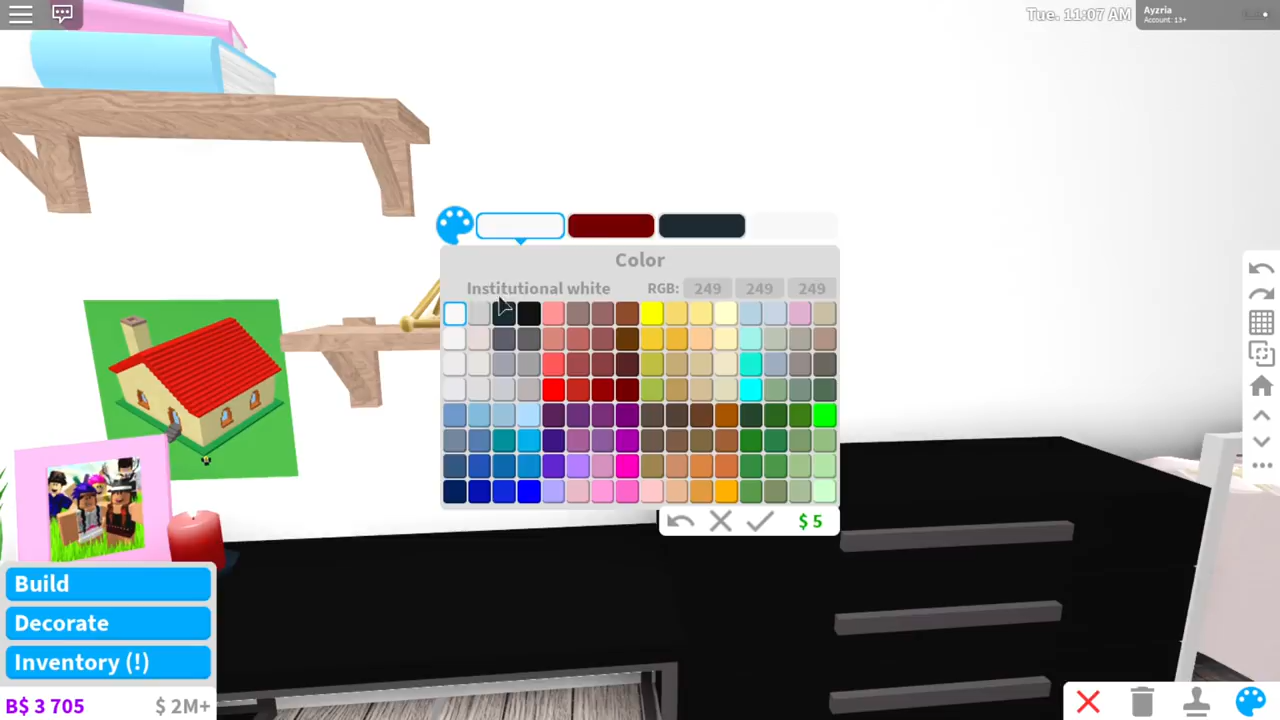 Tue. 11:07 AM
Ayzria
Account: 13+
Color
Institutional white RGB: 249 249 249
$ 5
Build
Decorate
Inventory (!)
B$ 3 705 $ 2M+